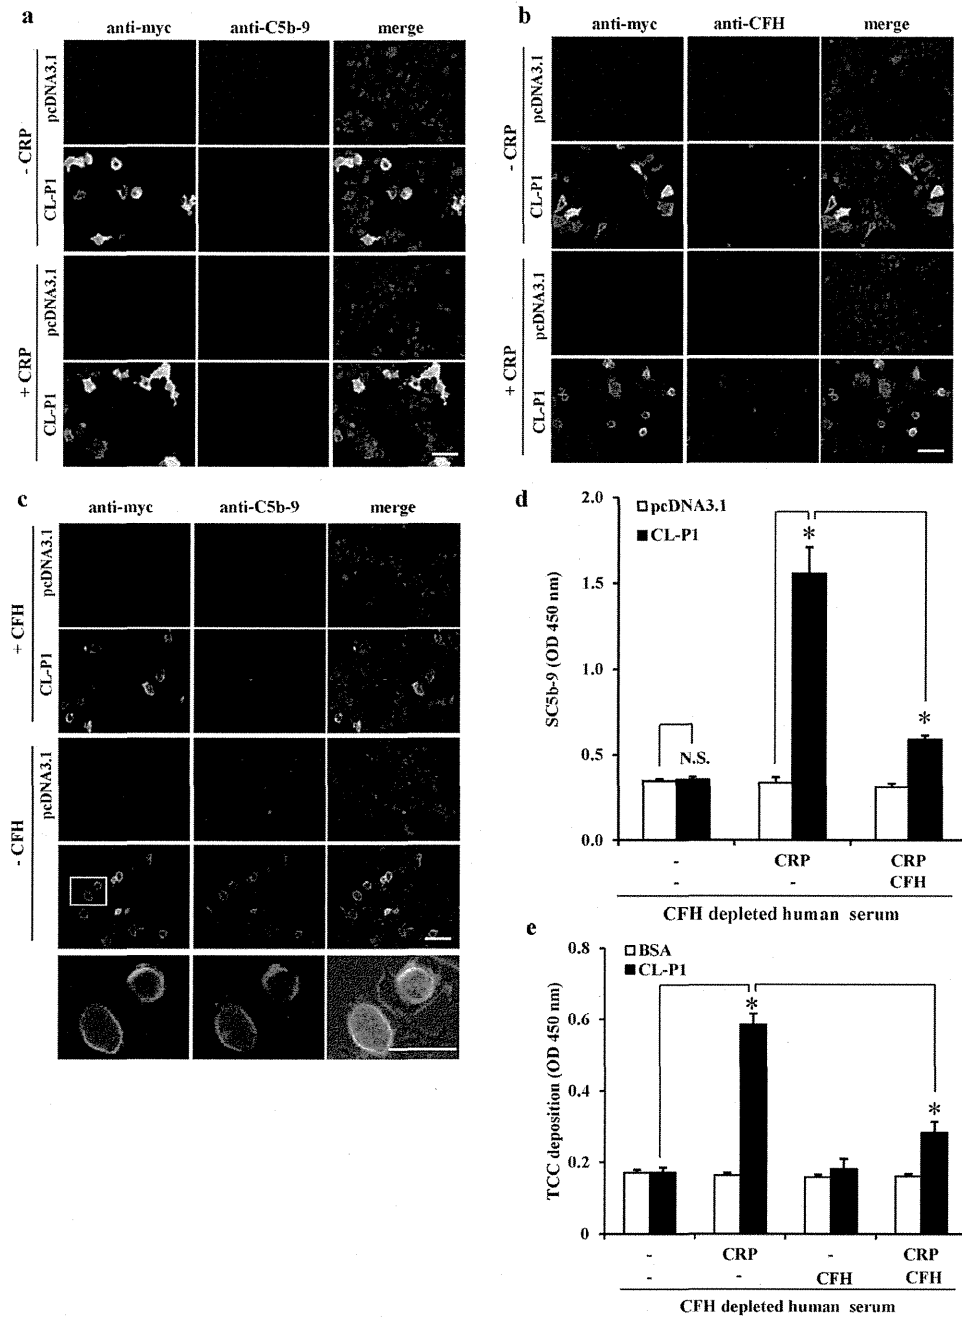 a
anti-myc anti-C5b-9 merge
- CRP
pcDNA3.1
CL-P1
+ CRP
pcDNA3.1
CL-P1
b
anti-myc anti-CFH merge
- CRP
pcDNA3.1
CL-P1
+ CRP
pcDNA3.1
CL-P1
c
anti-myc anti-C5b-9 merge
+ CFH
pcDNA3.1
CL-P1
- CFH
pcDNA3.1
d
SC5b-9 (OD 450 nm)
2.0
1.5
1.0
0.5
0.0
pcDNA3.1
CL-P1
N.S.
*
*
- CRP CRP
- - CFH
CFH depleted human serum
e
TCC deposition (OD 450 nm)
0.8
0.6
0.4
0.2
0
BSA
CL-P1
*
*
- CRP - CRP
- - CFH CFH
CFH depleted human serum